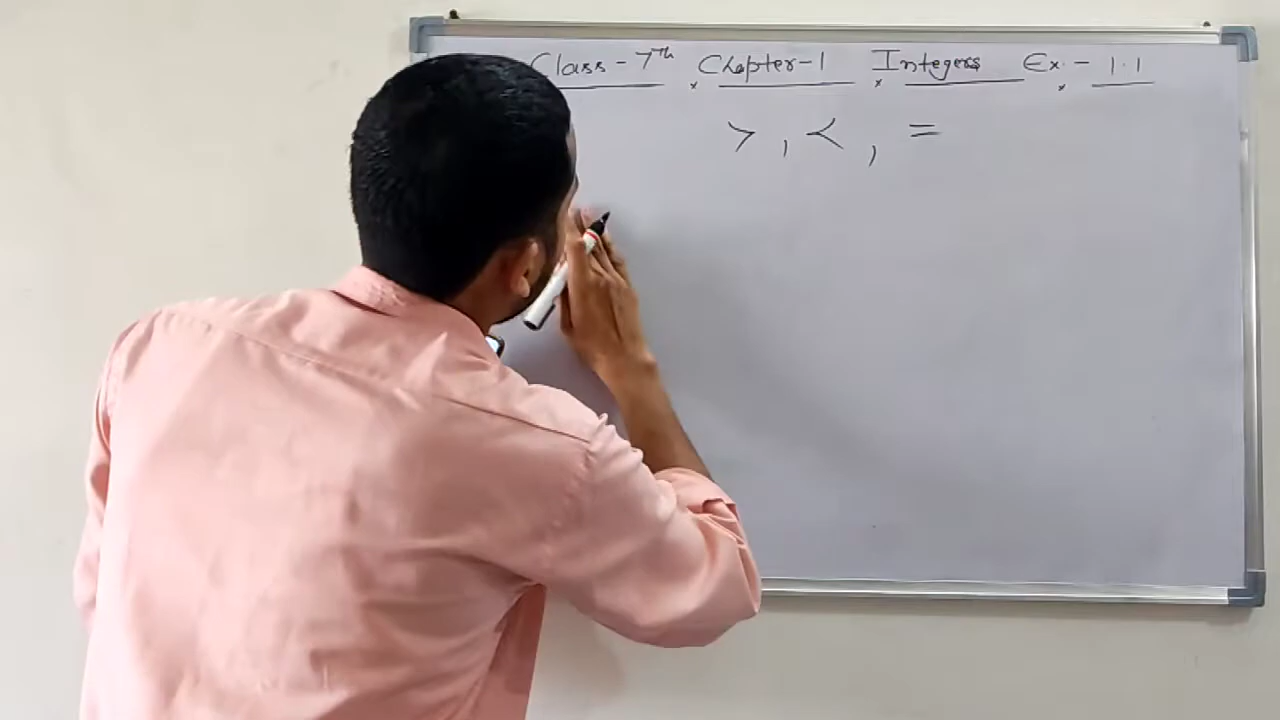 Class - 7th Chapter-1 Integers Ex. - 1.1
> , < , =